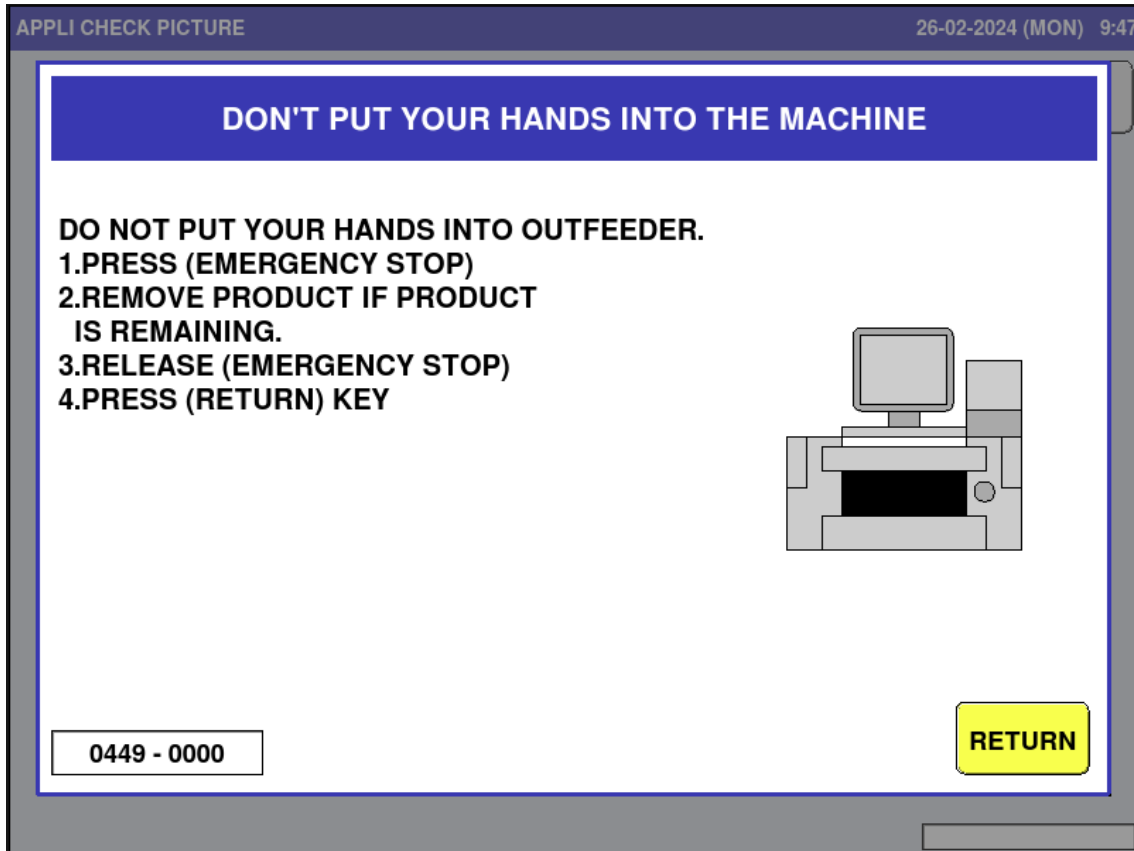 APPLI CHECK PICTURE
26-02-2024 (MON) 9:47
DON'T PUT YOUR HANDS INTO THE MACHINE
DO NOT PUT YOUR HANDS INTO OUTFEEDER.
1.PRESS (EMERGENCY STOP)
2.REMOVE PRODUCT IF PRODUCT
IS REMAINING.
3.RELEASE (EMERGENCY STOP)
4.PRESS (RETURN) KEY
0449 - 0000
RETURN